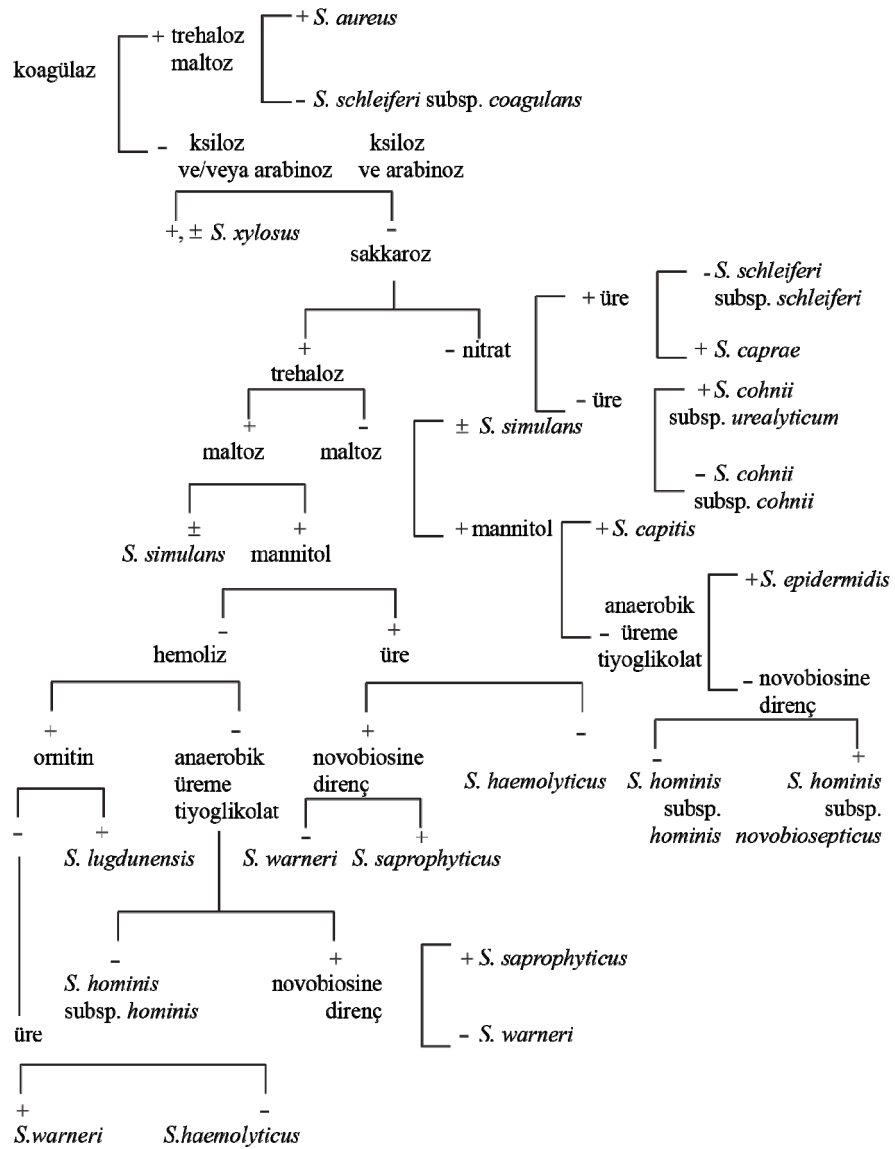 + S. aureus
+ trehaloz
maltoz
koagülaz
- S. schleiferi subsp. coagulans
- ksiloz
ve/veya arabinoz
ksiloz
ve arabinoz
+, ± S. xylosus
-
sakkaroz
- S. schleiferi
subsp. schleiferi
+ üre
+
trehaloz
- nitrat
+ S. caprae
- üre
+ S. cohnii
subsp. urealyticum
+
maltoz
-
maltoz
± S. simulans
- S. cohnii
subsp. cohnii
±
S. simulans
+
mannitol
+ mannitol
+ S. capitis
+ S. epidermidis
- anaerobik
üreme
tiyoglikolat
-
hemoliz
+
üre
- novobiosine
direnç
+
ornitin
-
anaerobik
üreme
tiyoglikolat
+
novobiosine
direnç
-
S. haemolyticus
-
S. hominis
subsp.
hominis
+
S. hominis
subsp.
novobiosepticus
-
+
S. lugdunensis
-
S. warneri
+
S. saprophyticus
-
S. hominis
subsp. hominis
+
novobiosine
direnç
+ S. saprophyticus
- S. warneri
üre
+
S.warneri
-
S.haemolyticus